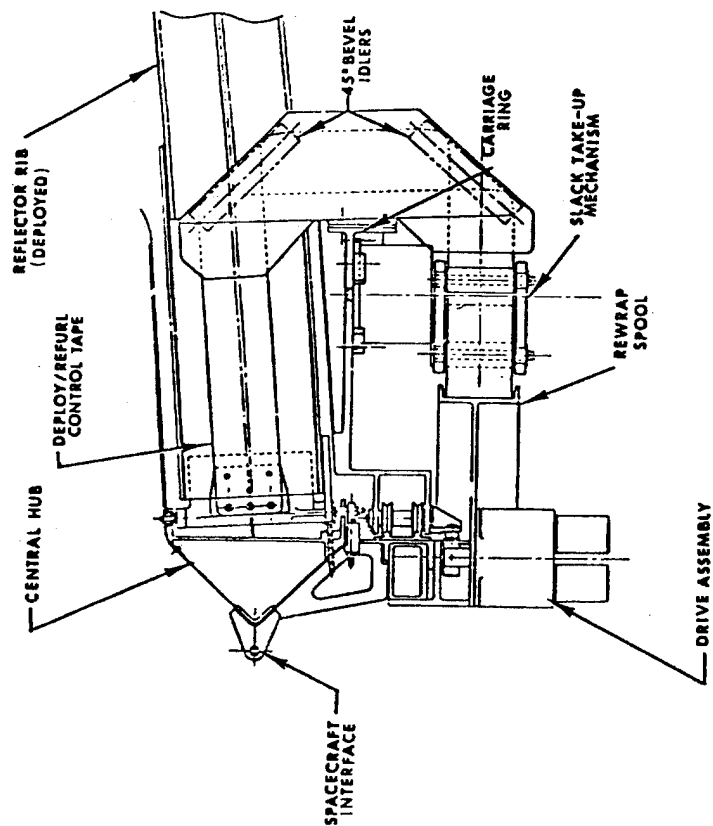 REFLECTOR RIB
(DEPLOYED)
DEPLOY/REFURL
CONTROL TAPE
CENTRAL HUB
45° BEVEL
IDLERS
CARRIAGE
RING
SLACK TAKE-UP
MECHANISM
REWRAP
SPOOL
DRIVE ASSEMBLY
SPACECRAFT
INTERFACE